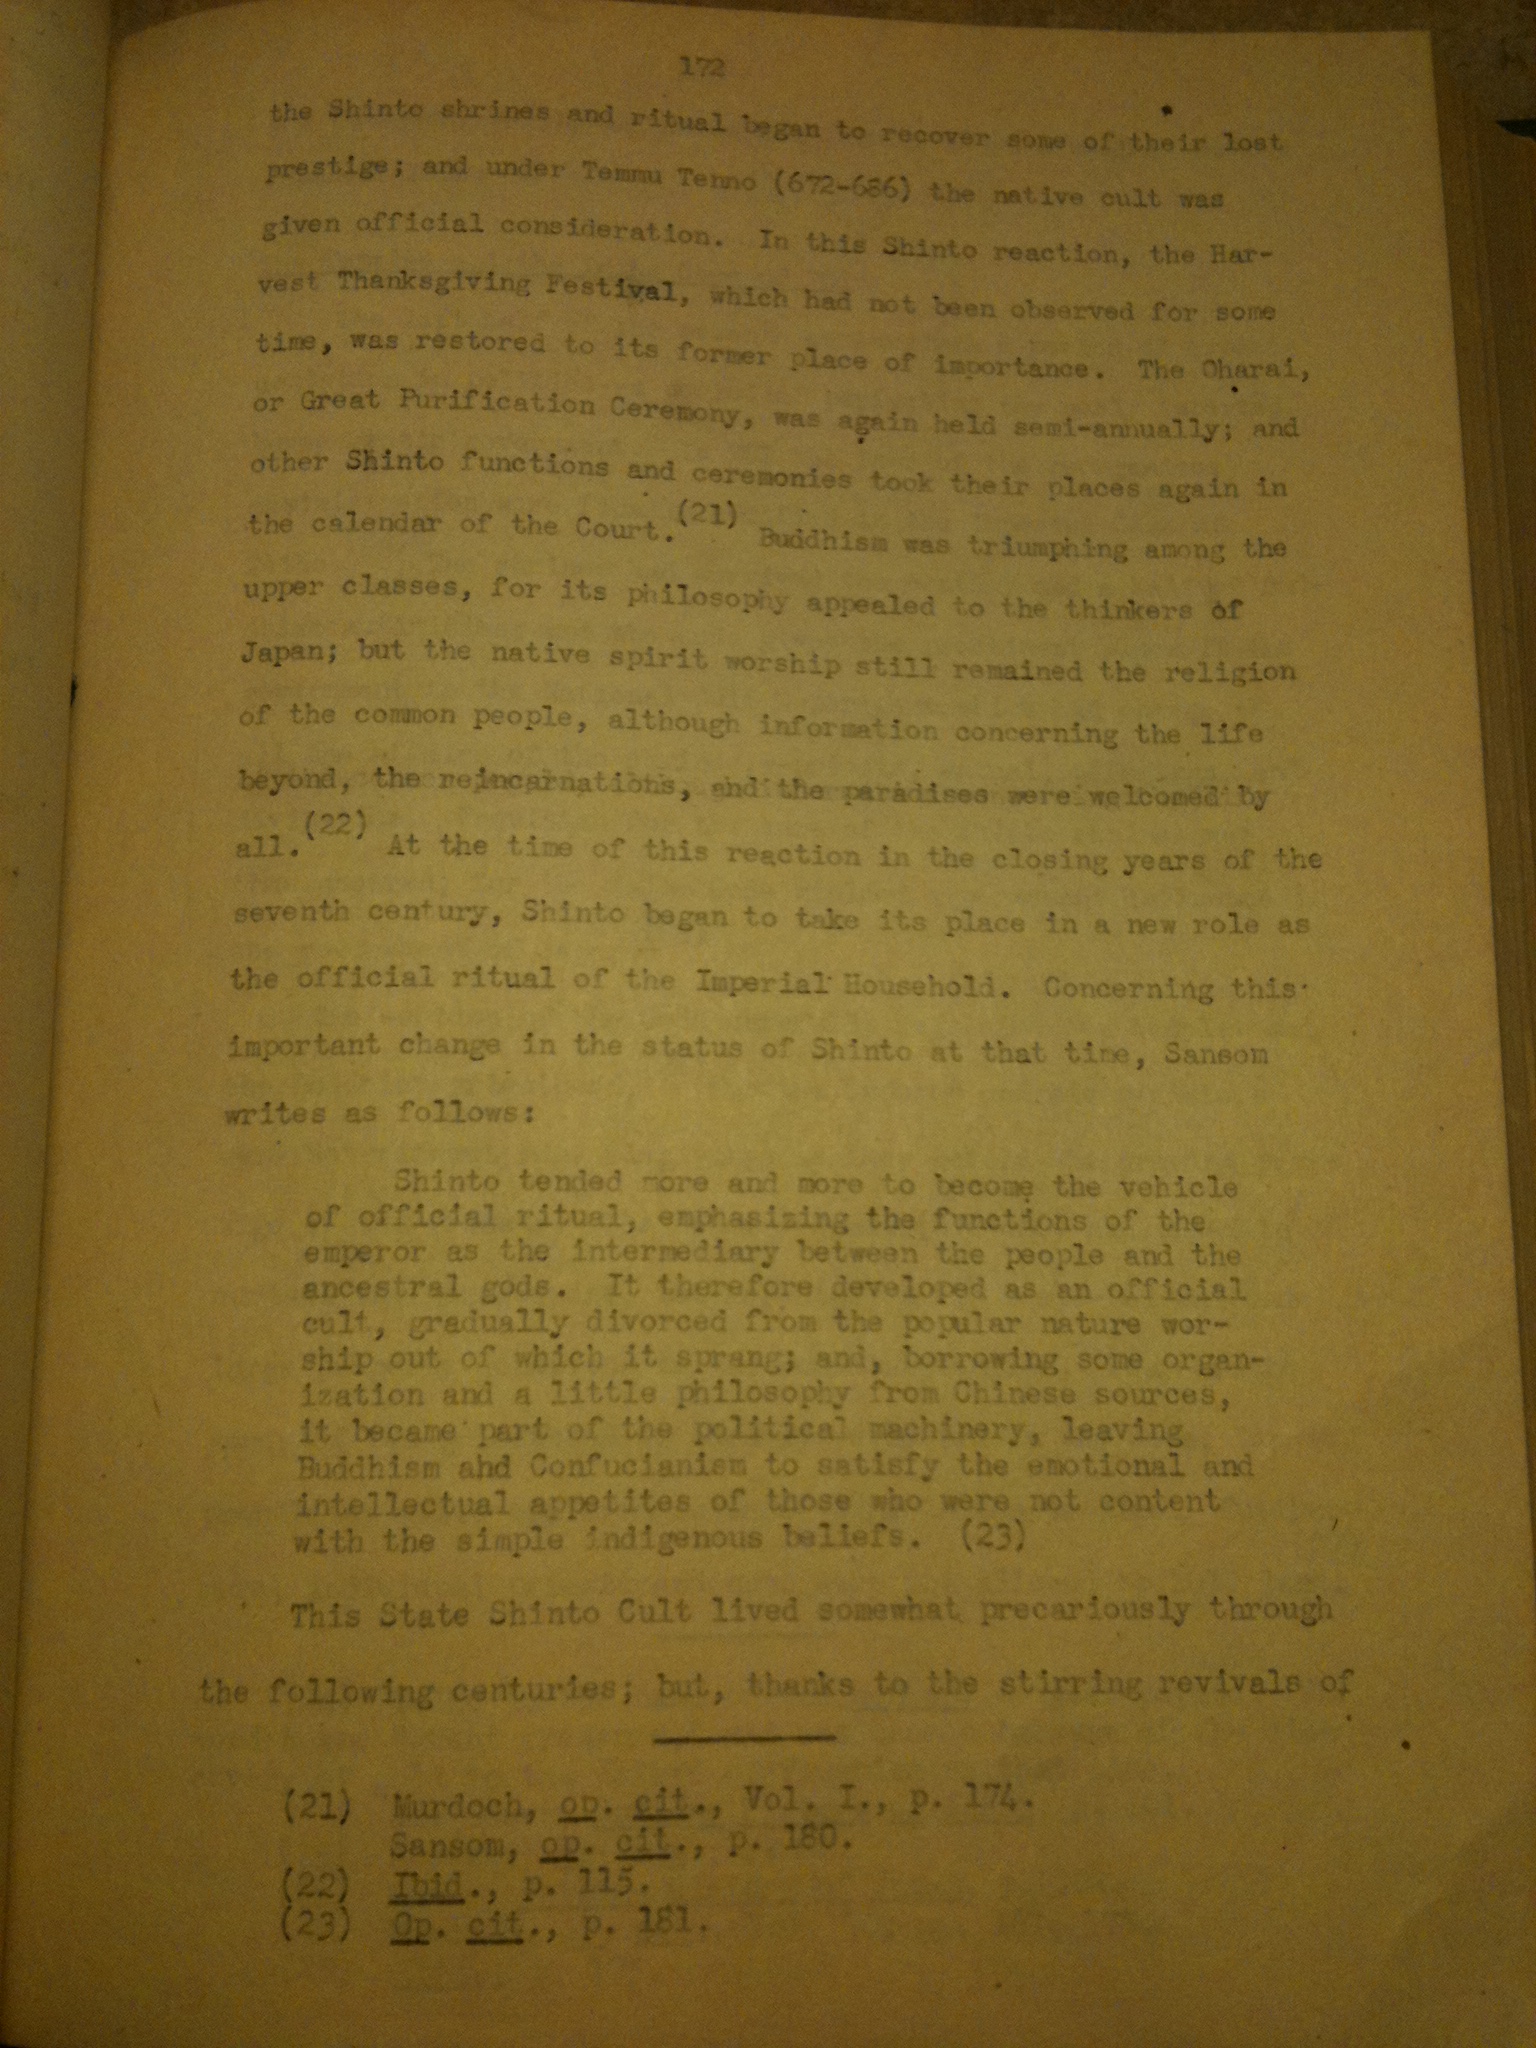 172
the Shinto shrines and ritual began to recover some of their lost
prestige; and under Temmu Tenno (672-686) the native cult was
given official consideration. In this Shinto reaction, the Har-
vest Thanksgiving Festival, which had not been observed for some
time, was restored to its former place of importance. The Oharai,
or Great Purification Ceremony, was again held semi-annually; and
other Shinto functions and ceremonies took their places again in
the calendar of the Court.(21) Buddhism was triumphing among the
upper classes, for its philosophy appealed to the thinkers of
Japan; but the native spirit worship still remained the religion
of the common people, although information concerning the life
beyond, the reincarnations, and the paradises were welcomed by
all.(22) At the time of this reaction in the closing years of the
seventh century, Shinto began to take its place in a new role as
the official ritual of the Imperial Household. Concerning this
important change in the status of Shinto at that time, Sansom
writes as follows:
Shinto tended more and more to become the vehicle
of official ritual, emphasizing the functions of the
emperor as the intermediary between the people and the
ancestral gods. It therefore developed as an official
cult, gradually divorced from the popular nature wor-
ship out of which it sprang; and, borrowing some organ-
ization and a little philosophy from Chinese sources,
it became part of the political machinery, leaving
Buddhism ahd Confucianism to satisfy the emotional and
intellectual appetites of those who were not content
with the simple indigenous beliefs. (23)
This State Shinto Cult lived somewhat precariously through
the following centuries; but, thanks to the stirring revivals of
(21) Murdoch, op. cit., Vol. I., p. 174.
Sansom, op. cit., p. 180.
(22) Ibid., p. 115.
(23) Op. cit., p. 181.